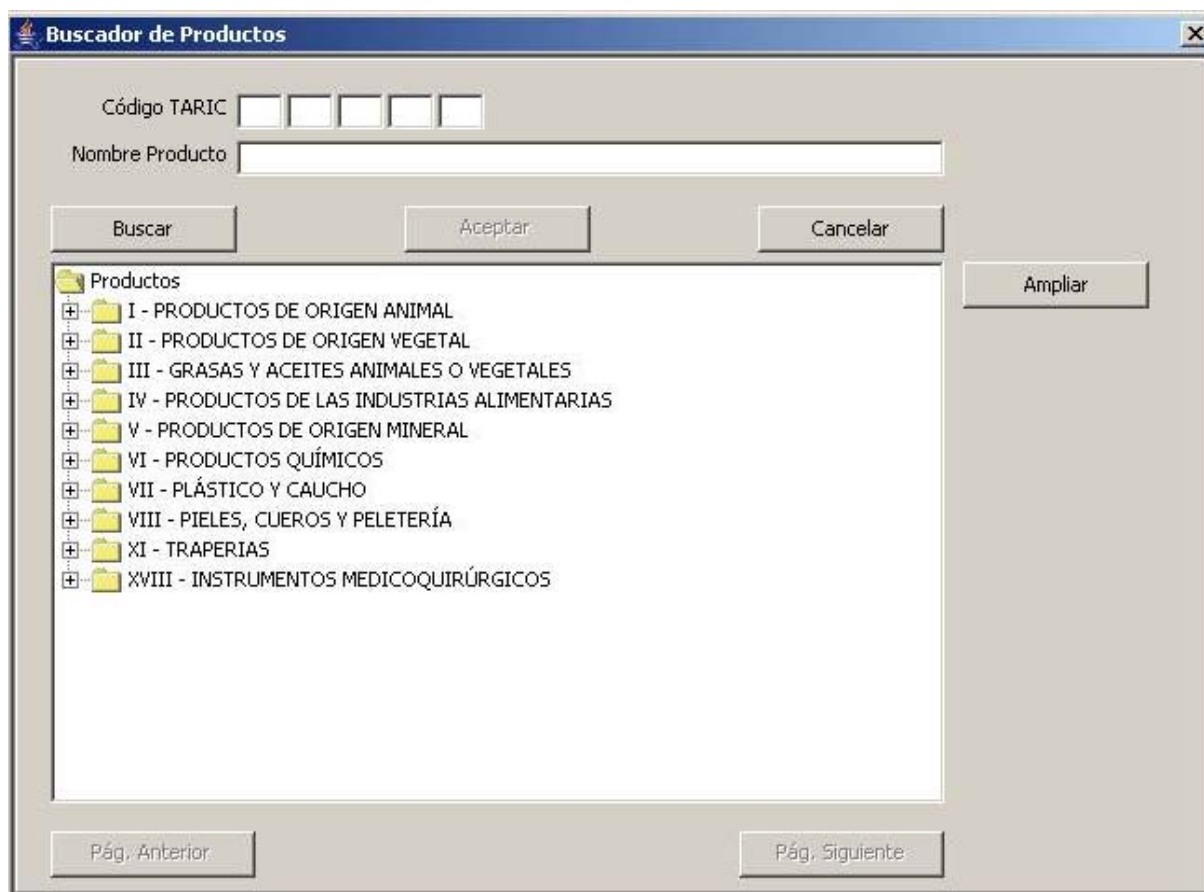 Buscador de Productos
Código TARIC
Nombre Producto
Buscar Aceptar Cancelar
Productos
Ampliar
I - PRODUCTOS DE ORIGEN ANIMAL
II - PRODUCTOS DE ORIGEN VEGETAL
III - GRASAS Y ACEITES ANIMALES O VEGETALES
IV - PRODUCTOS DE LAS INDUSTRIAS ALIMENTARIAS
V - PRODUCTOS DE ORIGEN MINERAL
VI - PRODUCTOS QUÍMICOS
VII - PLÁSTICO Y CAUCHO
VIII - PIELES, CUEROS Y PELETERÍA
XI - TRAPERIAS
XVIII - INSTRUMENTOS MEDICOQUIRÚRGICOS
Pág. Anterior Pág. Siguiente